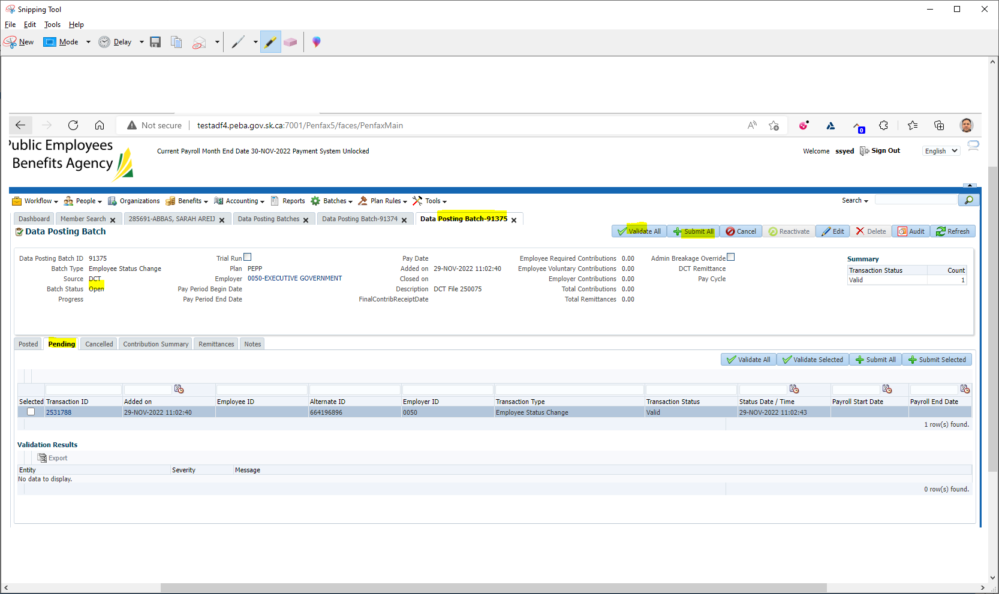 Snipping Tool
File Edit Tools Help
New Mode Delay
Not secure testadf4.peba.gov.sk.ca:7001/Penfax5/faces/PenfaxMain
0
Public Employees
Benefits Agency
Current Payroll Month End Date 30-NOV-2022 Payment System Unlocked
Welcome ssyed Sign Out English
Workflow People Organizations Benefits Accounting Reports Batches Plan Rules Tools Search
Dashboard Member Search 285691-ABBAS, SARAH AREIJ Data Posting Batches Data Posting Batch-91374 Data Posting Batch-91375
Data Posting Batch
Validate All Submit All Cancel Reactivate Edit Delete Audit Refresh
Data Posting Batch ID 91375 Trial Run Pay Date Employee Required Contributions 0.00 Admin Breakage Override
Batch Type Employee Status Change Plan PEPP Added on 29-NOV-2022 11:02:40 Employee Voluntary Contributions 0.00 DCT Remittance
Source DCT Employer 0050-EXECUTIVE GOVERNMENT Closed on Employer Contributions 0.00 Pay Cycle
Batch Status Open Pay Period Begin Date Description DCT File 250075 Total Contributions 0.00
Progress Pay Period End Date FinalContribReceiptDate Total Remittances 0.00
Summary
Transaction Status Count
Valid 1
Posted Pending Cancelled Contribution Summary Remittances Notes
Validate All Validate Selected Submit All Submit Selected
Selected Transaction ID Added on Employee ID Alternate ID Employer ID Transaction Type Transaction Status Status Date / Time Payroll Start Date Payroll End Date
2531788 29-NOV-2022 11:02:40 664196896 0050 Employee Status Change Valid 29-NOV-2022 11:02:43
1 row(s) found.
Validation Results
Export
Entity Severity Message
No data to display.
0 row(s) found.